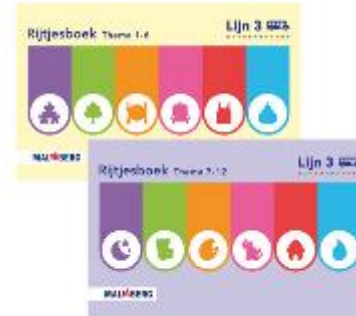 Rijtjesboek Thema 1-6
Lijn 3
MALMBERG
Rijtjesboek Thema 7-12
Lijn 3
MALMBERG